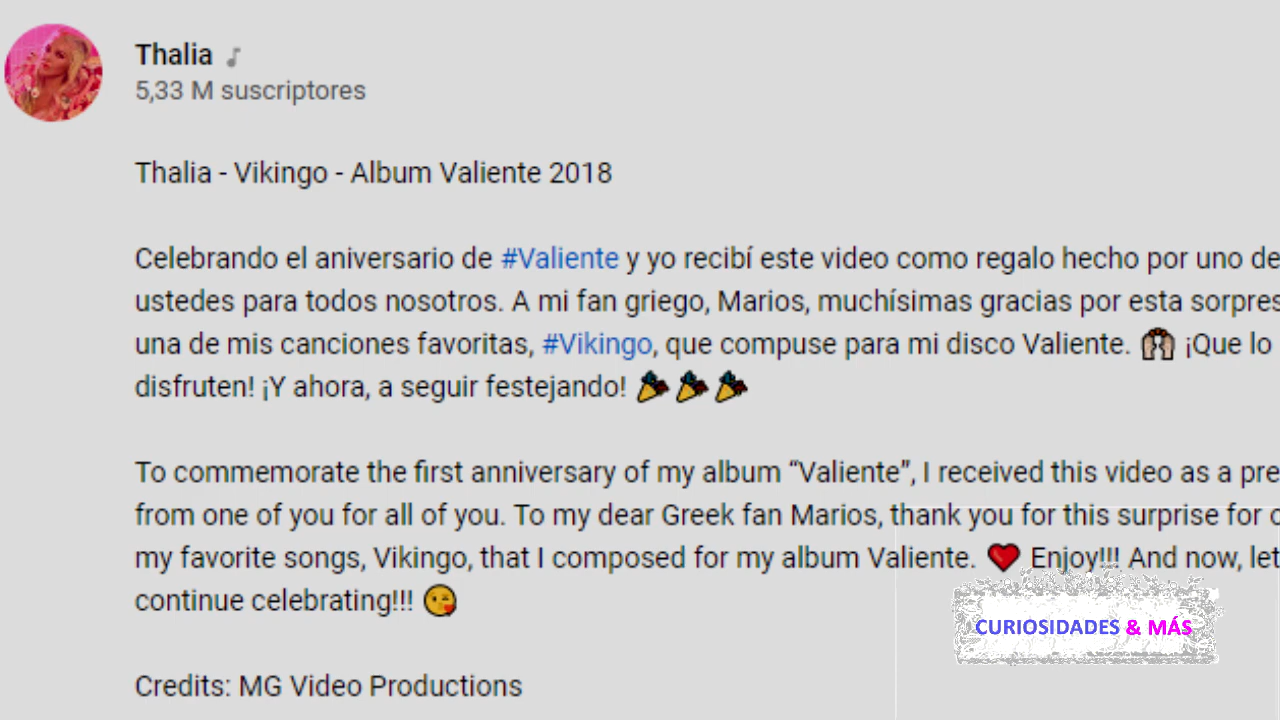 Thalia
5,33 M suscriptores
Thalia - Vikingo - Album Valiente 2018
Celebrando el aniversario de #Valiente y yo recibí este video como regalo hecho por uno de
ustedes para todos nosotros. A mi fan griego, Marios, muchísimas gracias por esta sorpres
una de mis canciones favoritas, #Vikingo, que compuse para mi disco Valiente. 🙌 ¡Que lo
disfruten! ¡Y ahora, a seguir festejando! 🎉🎉🎉
To commemorate the first anniversary of my album “Valiente”, I received this video as a pre
from one of you for all of you. To my dear Greek fan Marios, thank you for this surprise for o
my favorite songs, Vikingo, that I composed for my album Valiente. ❤️ Enjoy!!! And now, let
continue celebrating!!! 😘
CURIOSIDADES & MÁS
Credits: MG Video Productions